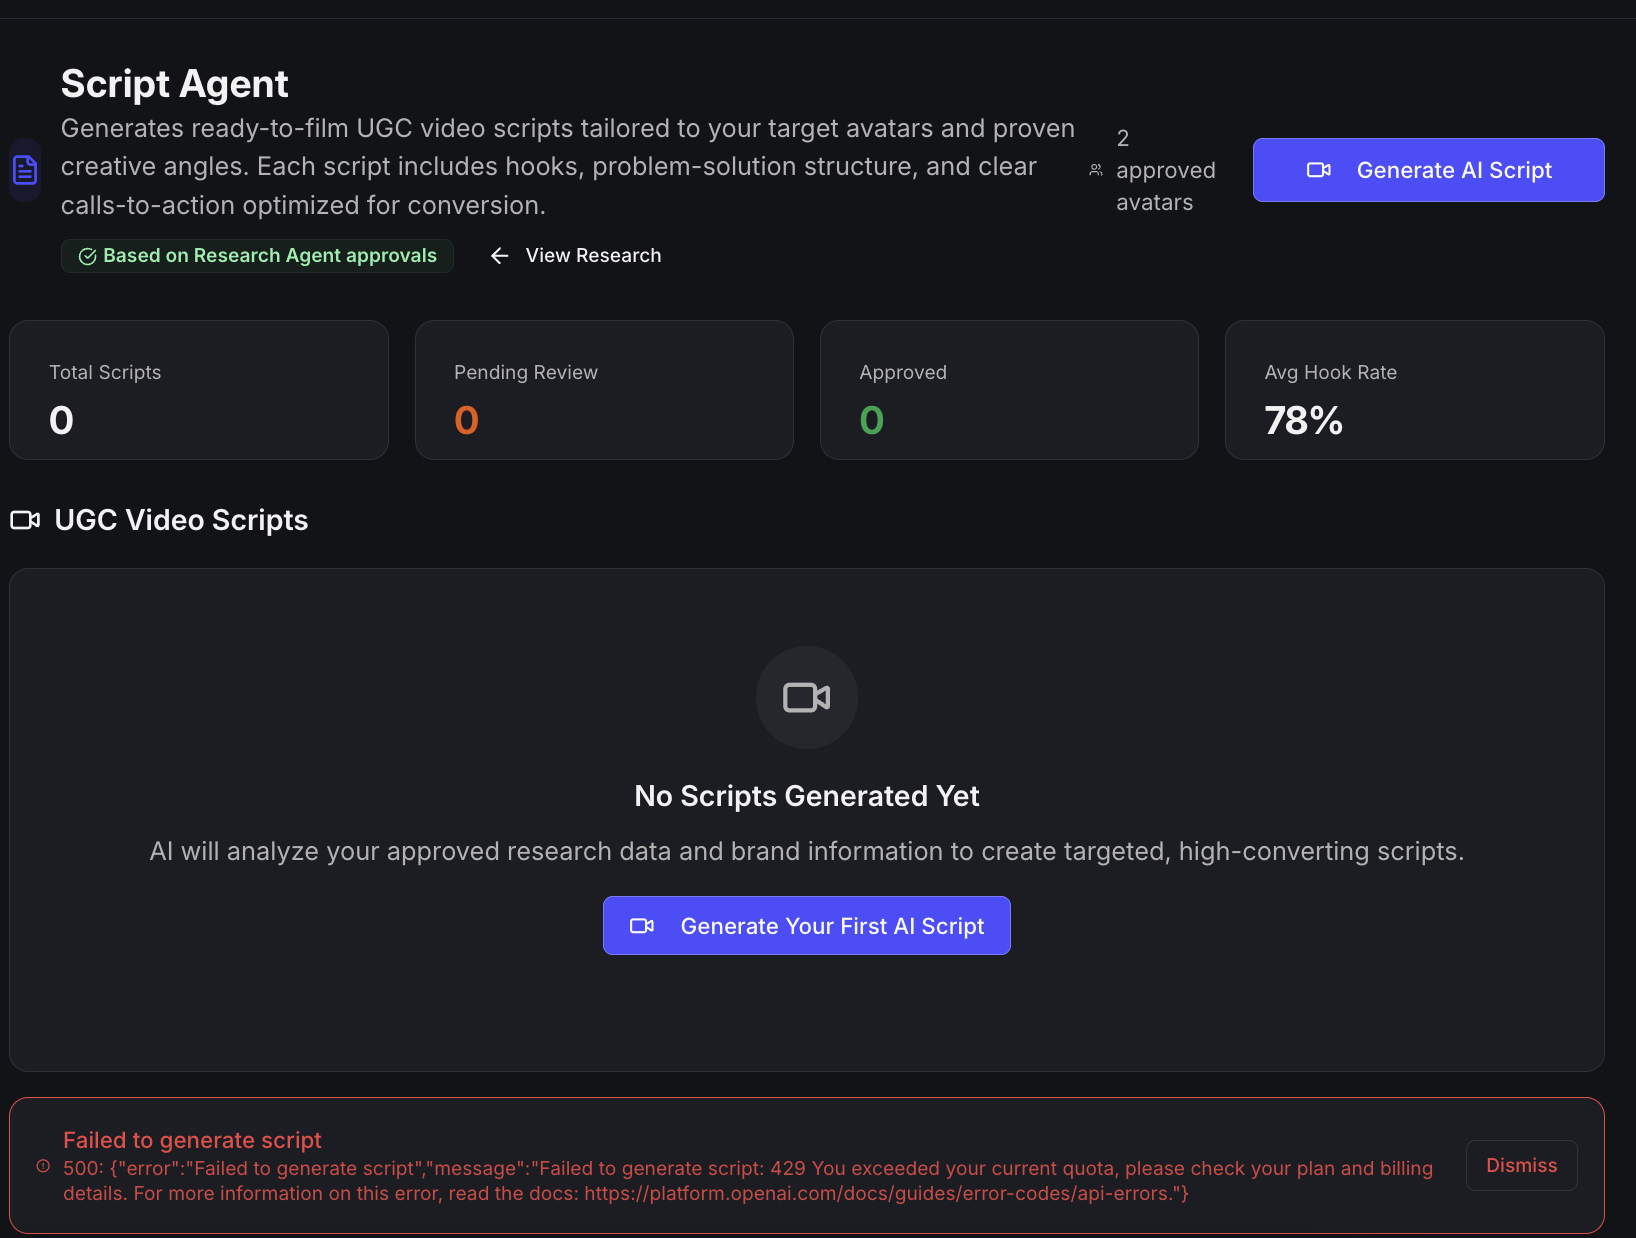 Script Agent
Generates ready-to-film UGC video scripts tailored to your target avatars and proven
creative angles. Each script includes hooks, problem-solution structure, and clear
calls-to-action optimized for conversion.
Based on Research Agent approvals
View Research
2
approved
avatars
Generate AI Script
Total Scripts
0
Pending Review
0
Approved
0
Avg Hook Rate
78%
UGC Video Scripts
No Scripts Generated Yet
AI will analyze your approved research data and brand information to create targeted, high-converting scripts.
Generate Your First AI Script
Failed to generate script
500: {"error":"Failed to generate script","message":"Failed to generate script: 429 You exceeded your current quota, please check your plan and billing
details. For more information on this error, read the docs: https://platform.openai.com/docs/guides/error-codes/api-errors."}
Dismiss